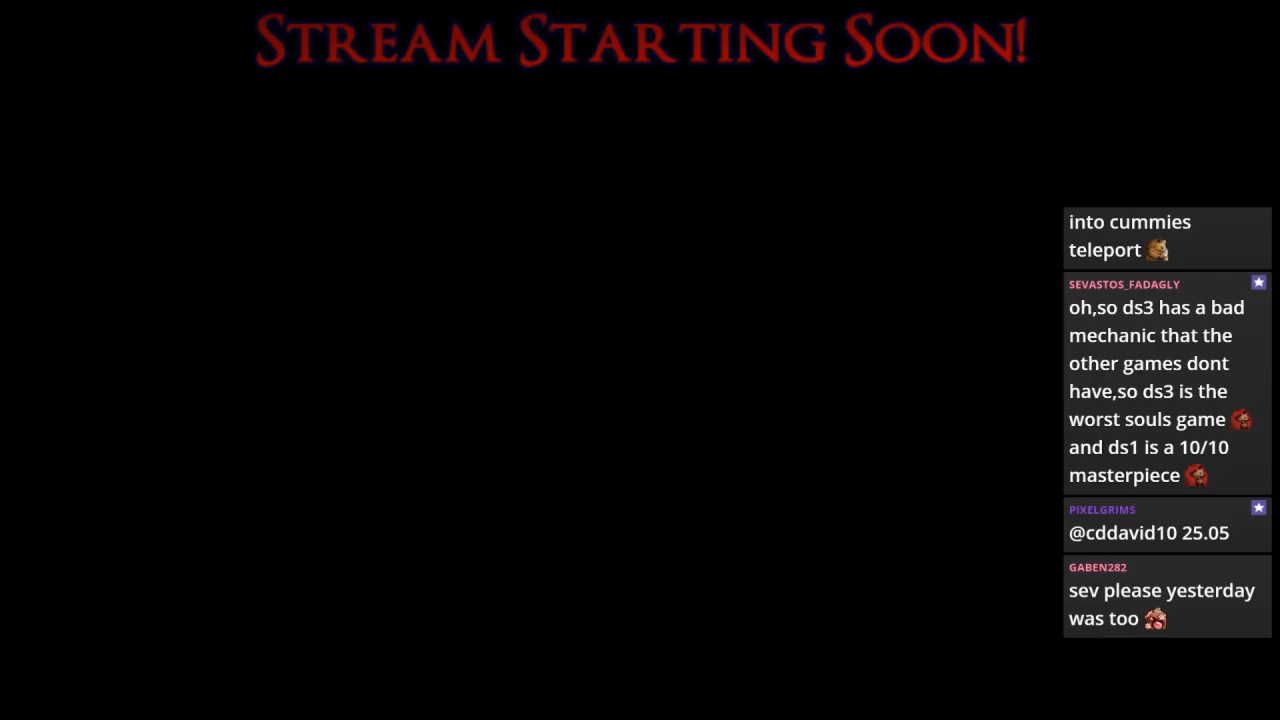 STREAM STARTING SOON!
into cummies
teleport
SEVASTOS_FADAGLY
oh,so ds3 has a bad
mechanic that the
other games dont
have,so ds3 is the
worst souls game
and ds1 is a 10/10
masterpiece
PIXELGRIMS
@cddavid10 25.05
GABEN282
sev please yesterday
was too